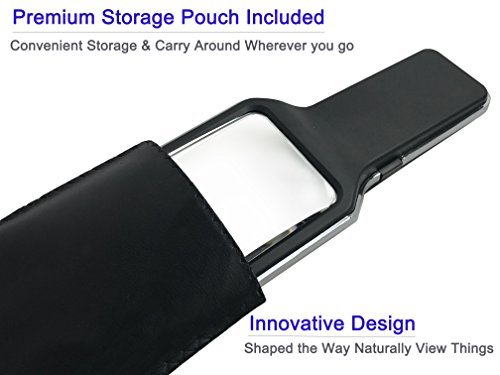 Premium Storage Pouch Included
Convenient Storage & Carry Around Wherever you go
Innovative Design
Shaped the Way Naturally View Things